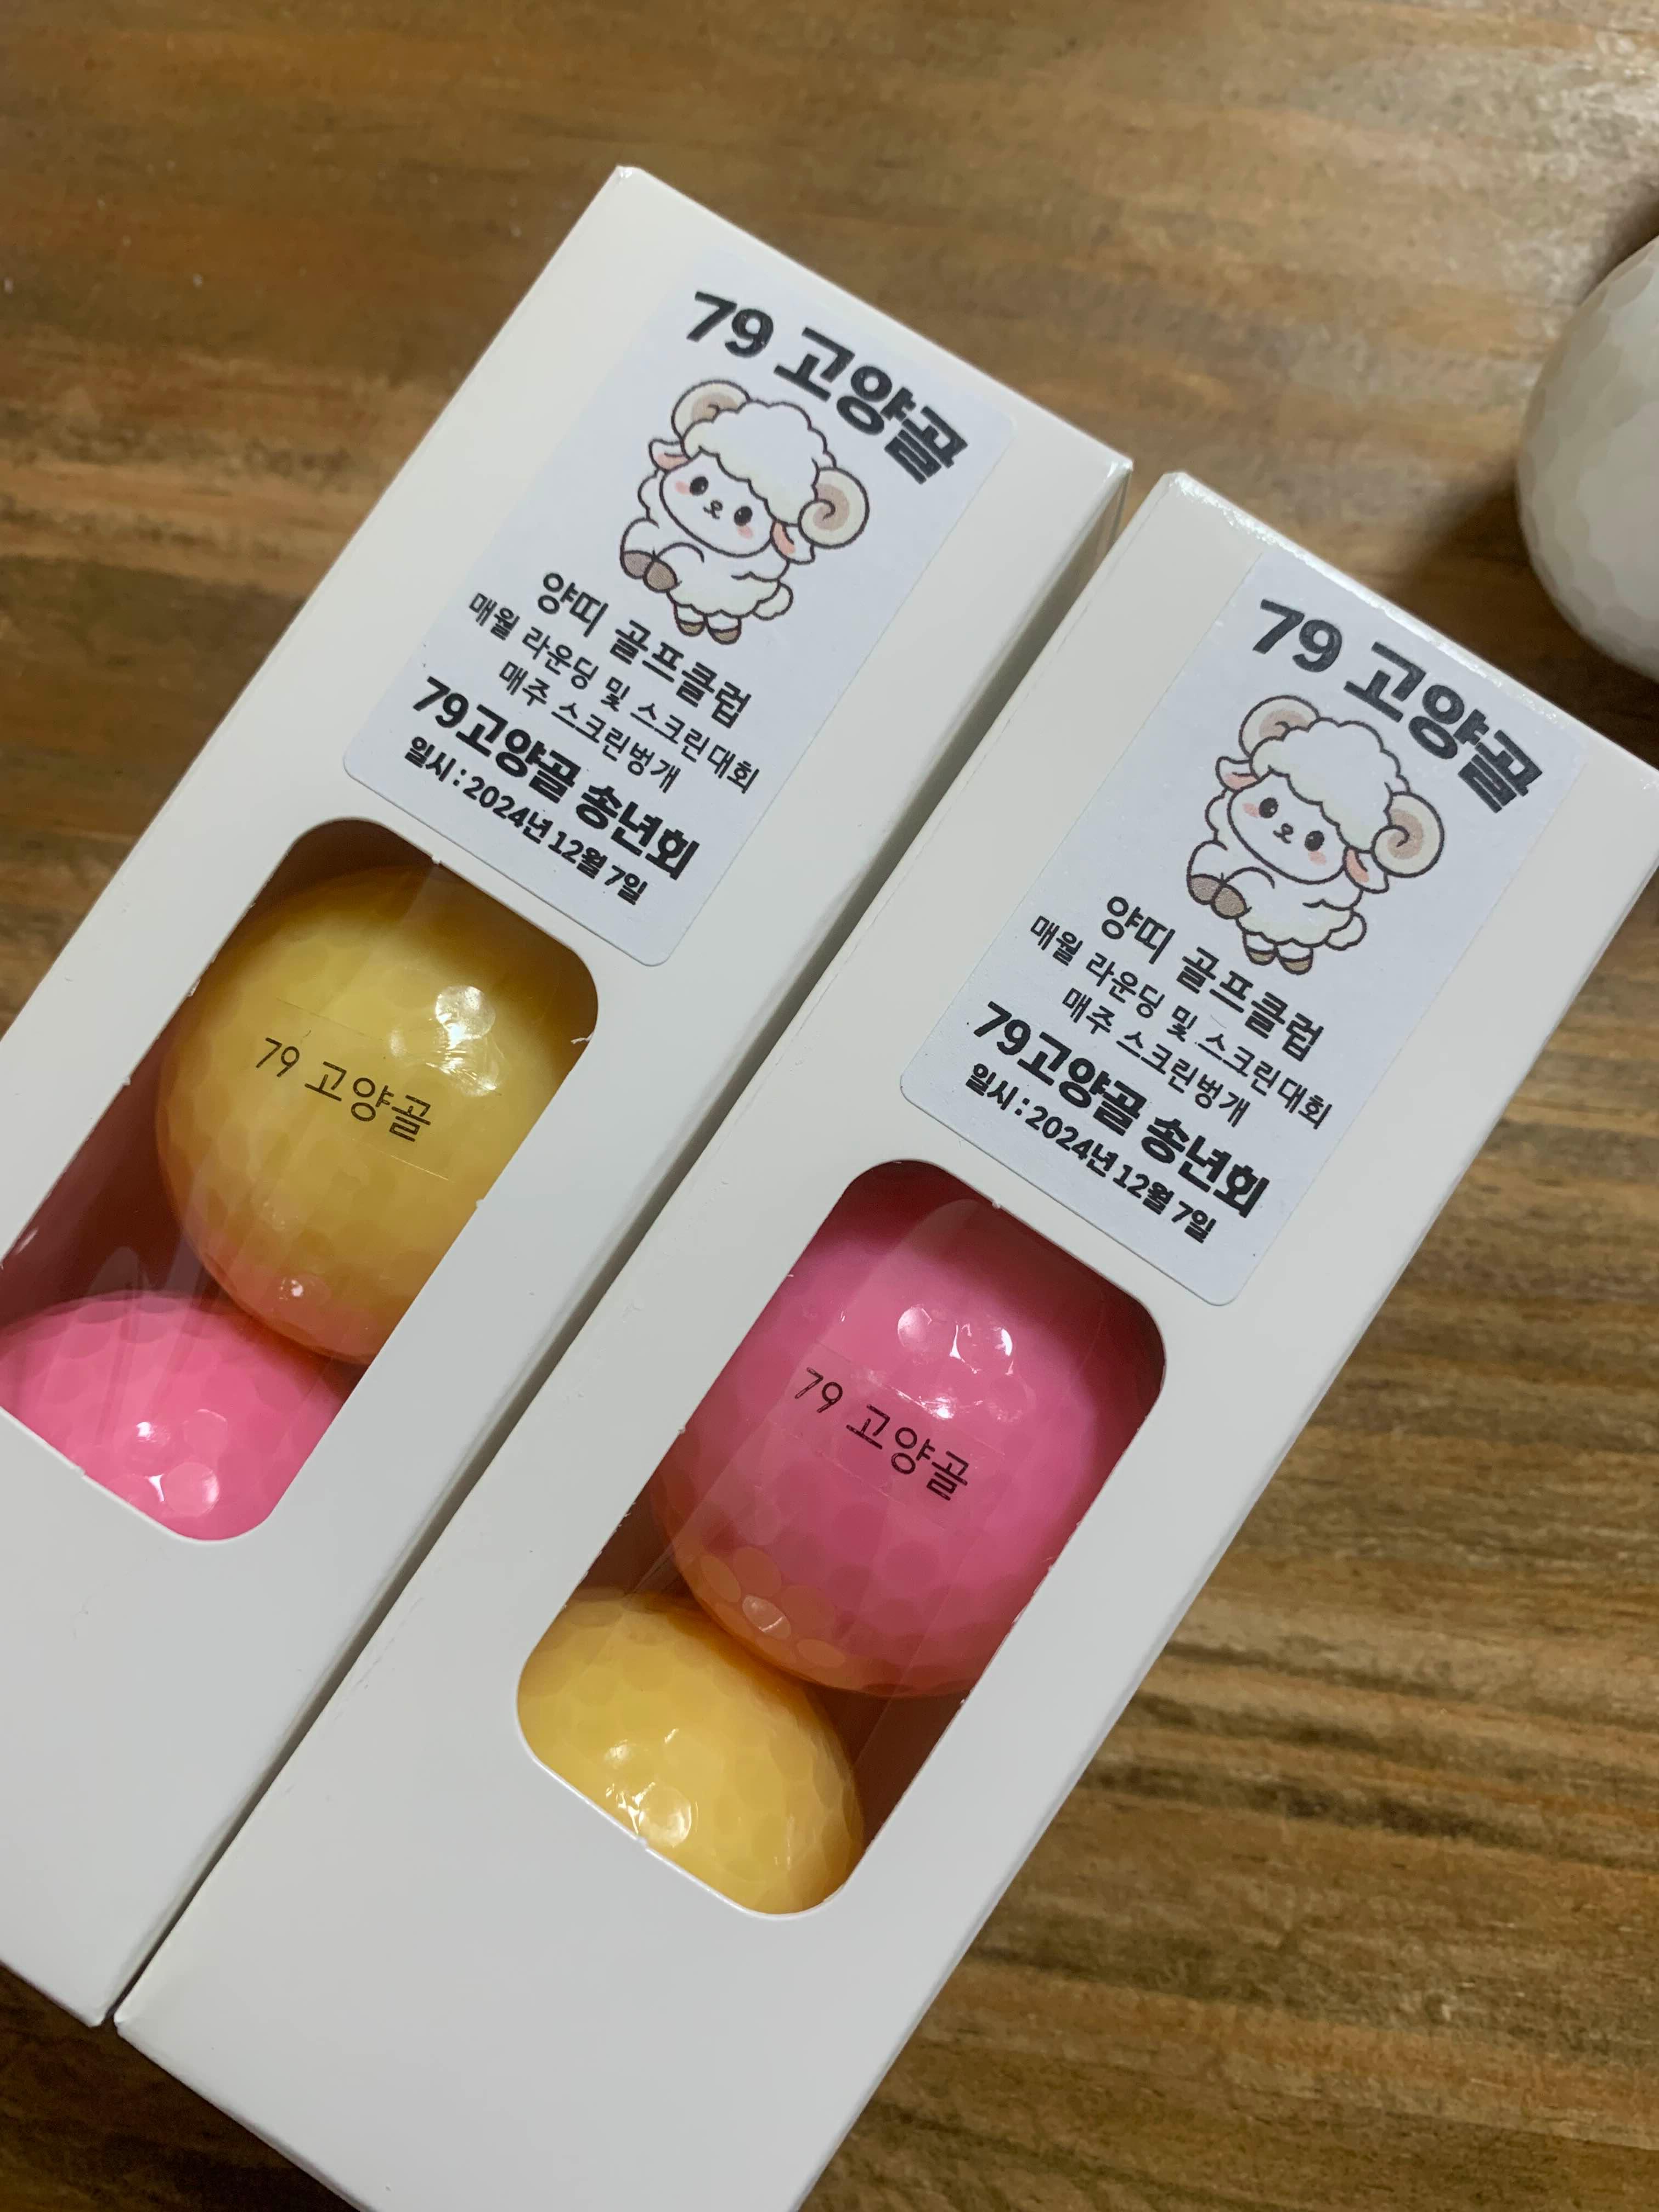 79 고양골
양띠 골프클럽
매월 라운딩 및 스크린대회
매주 스크린벙개
79고양골 송년회
일시:2024년 12월 7일
79 고양골
79 고양골
양띠 골프클럽
매월 라운딩 및 스크린대회
매주 스크린벙개
79고양골 송년회
일시:2024년 12월 7일
79 고양골